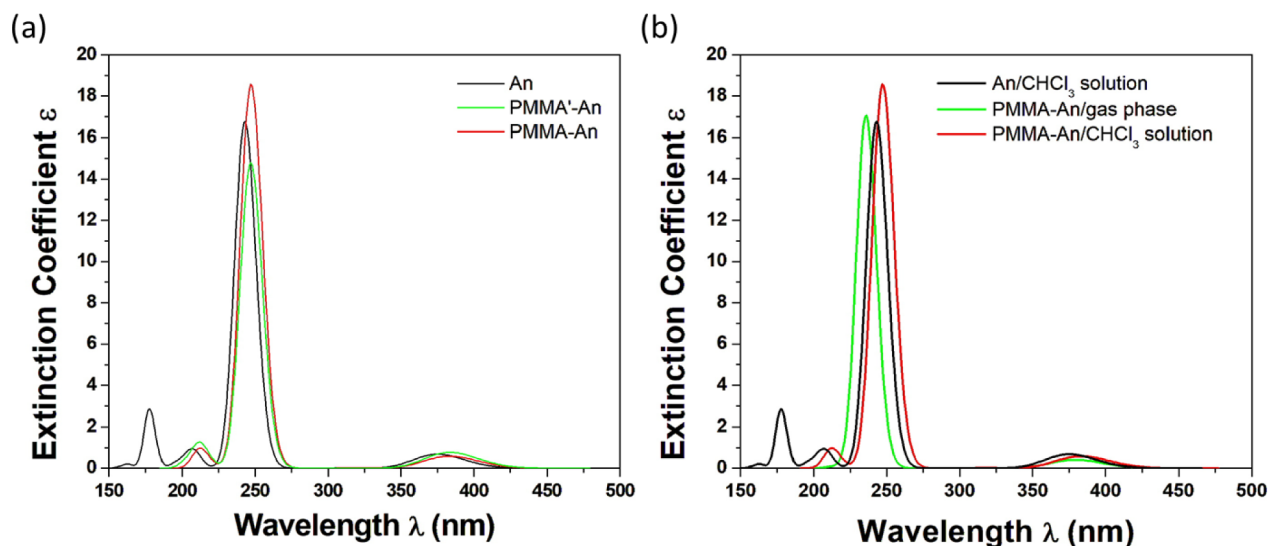 (a)
20
18
16
14
12
10
8
6
4
2
0
Extinction Coefficient ε
An
PMMA'-An
PMMA-An
150 200 250 300 350 400 450 500
Wavelength λ (nm)
(b)
20
18
16
14
12
10
8
6
4
2
0
Extinction Coefficient ε
An/CHCl₃ solution
PMMA-An/gas phase
PMMA-An/CHCl₃ solution
150 200 250 300 350 400 450 500
Wavelength λ (nm)